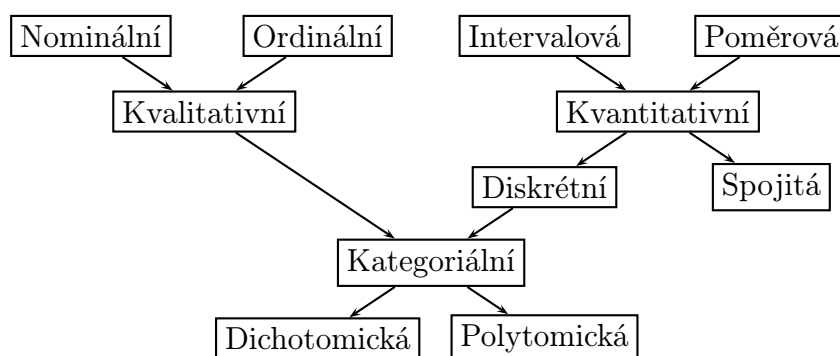 Nominální
Ordinální
Intervalová
Poměrová
Kvalitativní
Kvantitativní
Diskrétní
Spojitá
Kategoriální
Dichotomická
Polytomická